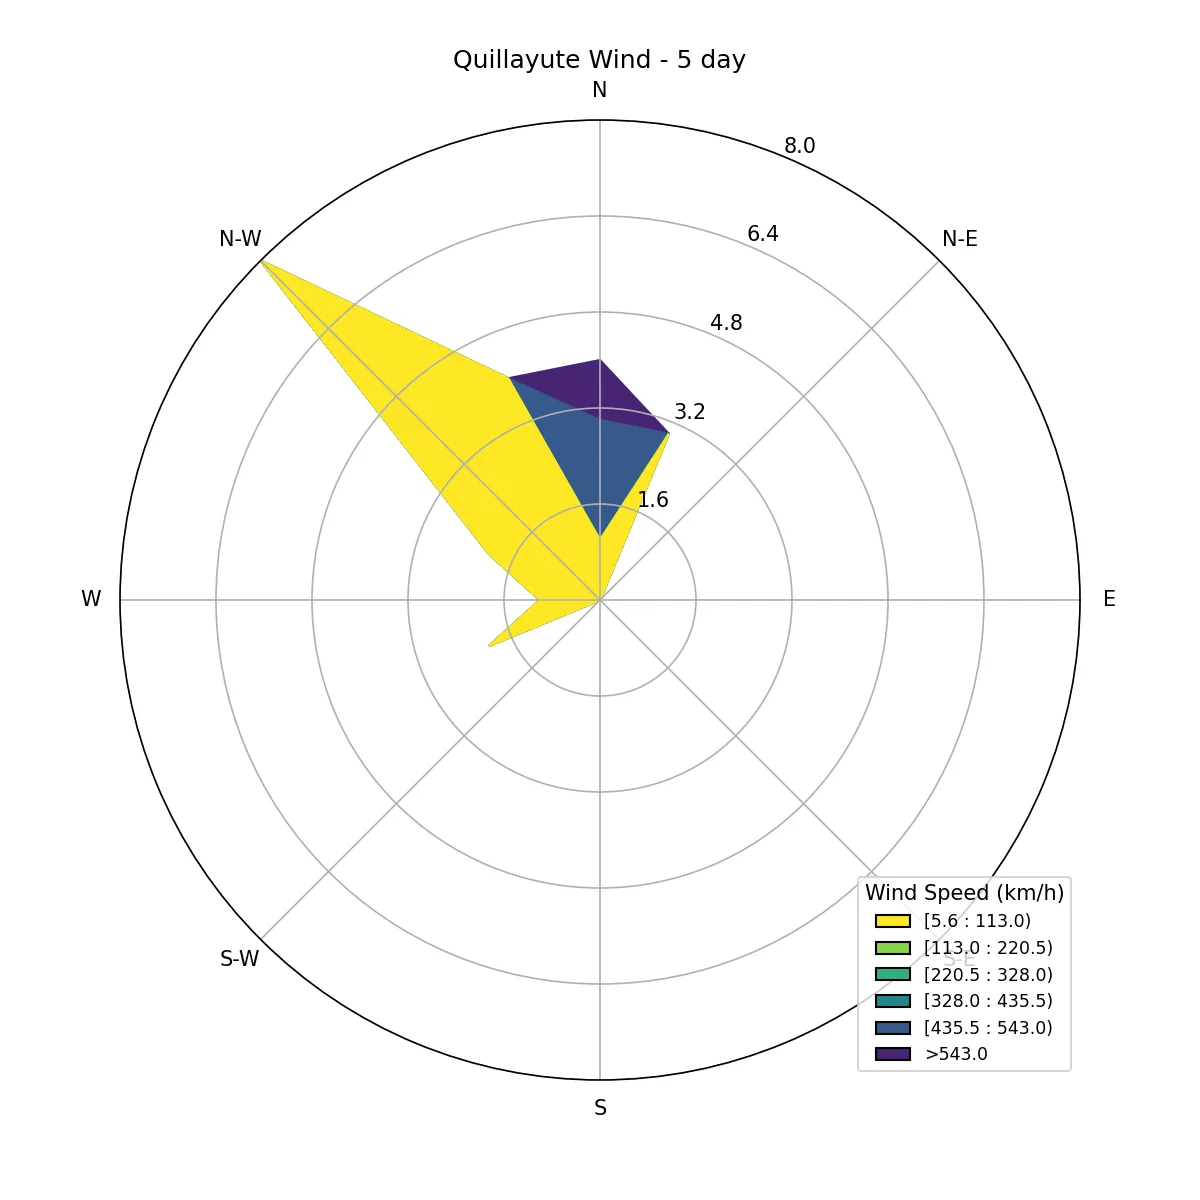 Quillayute Wind - 5 day
N
8.0
6.4
N-W
N-E
4.8
3.2
1.6
W
E
Wind Speed (km/h)
[5.6 : 113.0)
[113.0 : 220.5)
[220.5 : 328.0)
[328.0 : 435.5)
[435.5 : 543.0)
>543.0
S-W
S-E
S